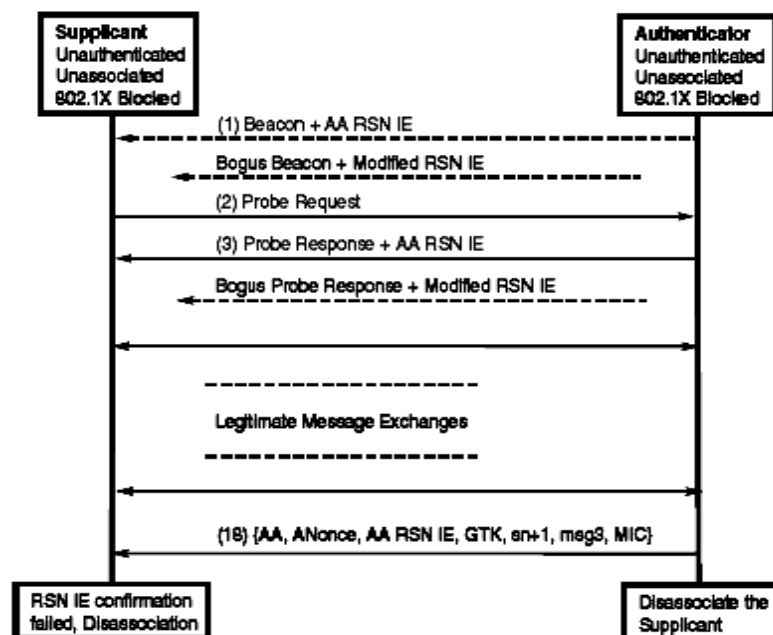 Supplicant
Unauthenticated
Unassociated
802.1X Blocked
Authenticator
Unauthenticated
Unassociated
802.1X Blocked
(1) Beacon + AA RSN IE
Bogus Beacon + Modified RSN IE
(2) Probe Request
(3) Probe Response + AA RSN IE
Bogus Probe Response + Modified RSN IE
Legitimate Message Exchanges
(18) {AA, ANonce, AA RSN IE, GTK, sn+1, msg3, MIC}
RSN IE confirmation
failed, Disassociation
Disassociate the
Supplicant